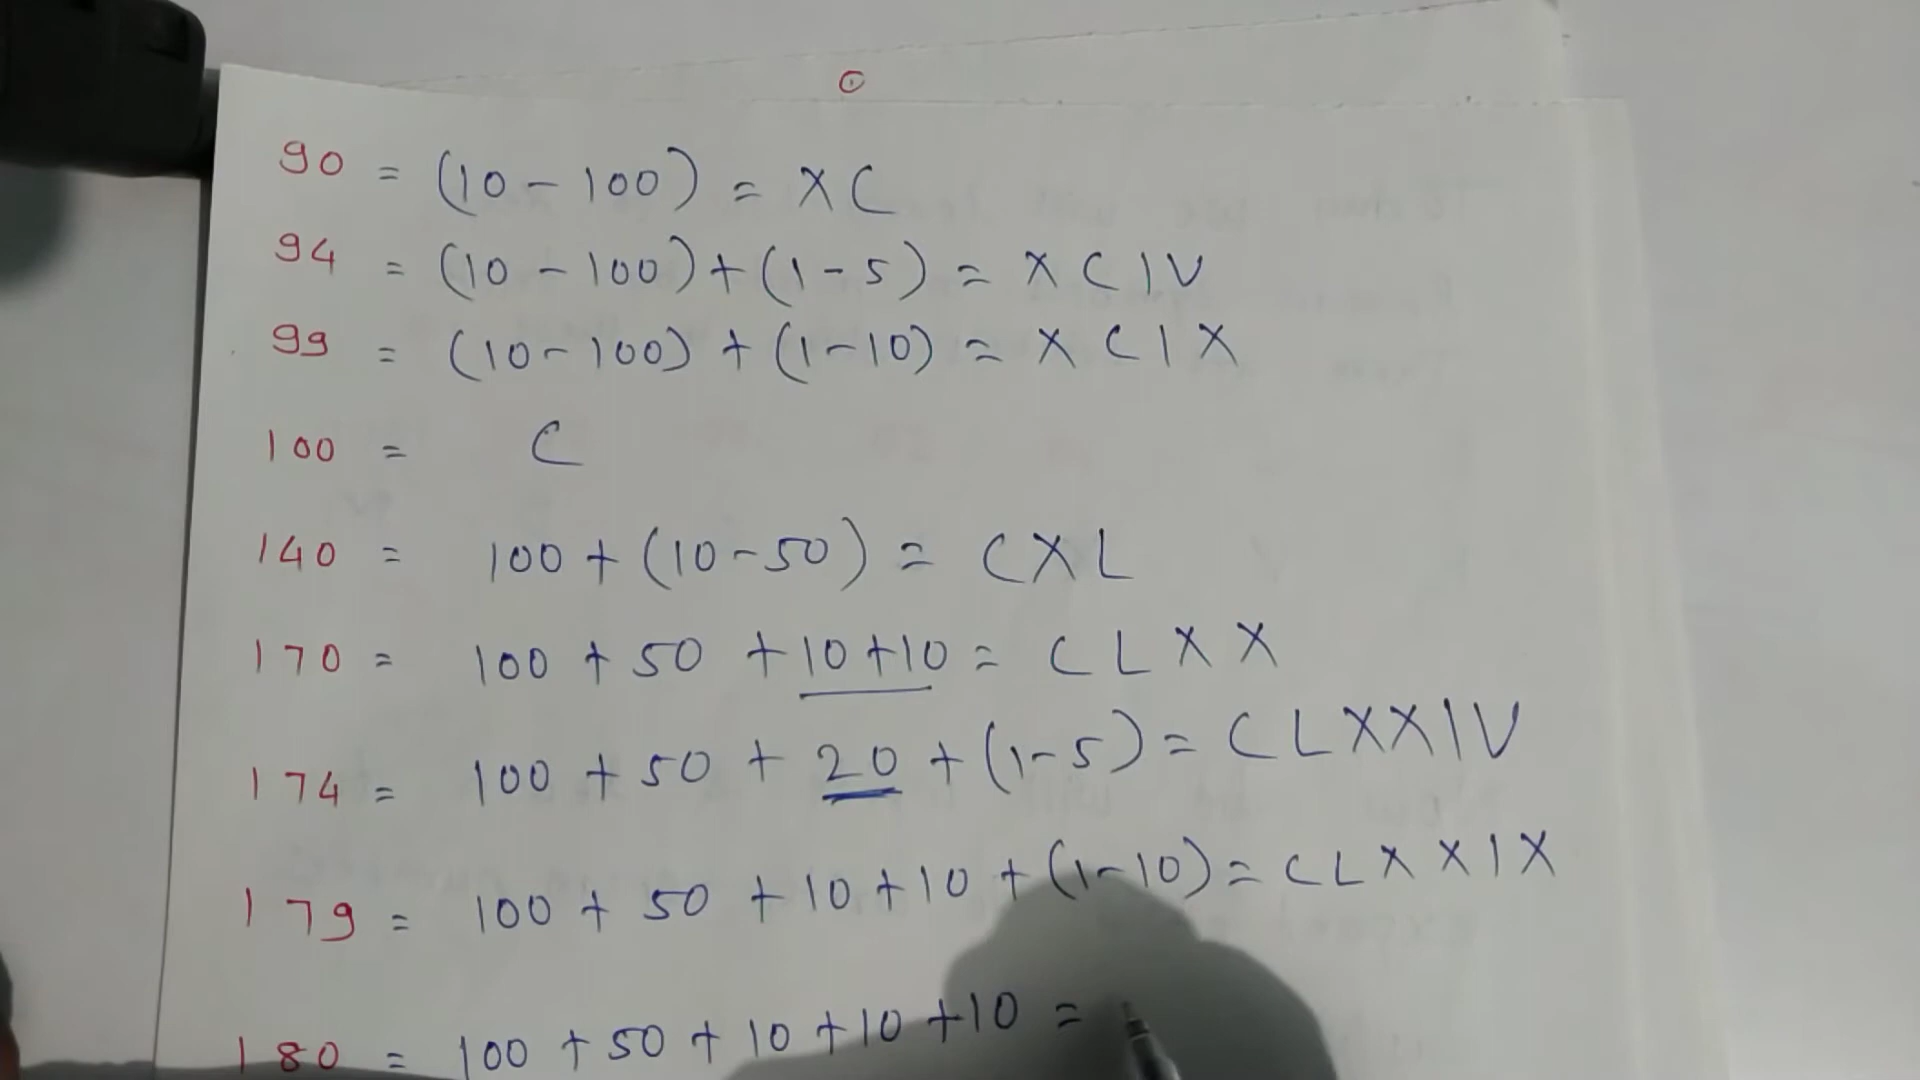 90 = (10 - 100) = XC
94 = (10 - 100) + (1 - 5) = XCIV
99 = (10 - 100) + (1 - 10) = XCIX
100 = C
140 = 100 + (10 - 50) = CXL
170 = 100 + 50 + 10 + 10 = CLXX
174 = 100 + 50 + 20 + (1 - 5) = CLXXIV
179 = 100 + 50 + 10 + 10 + (1 - 10) = CLXXIX
180 = 100 + 50 + 10 + 10 + 10 =